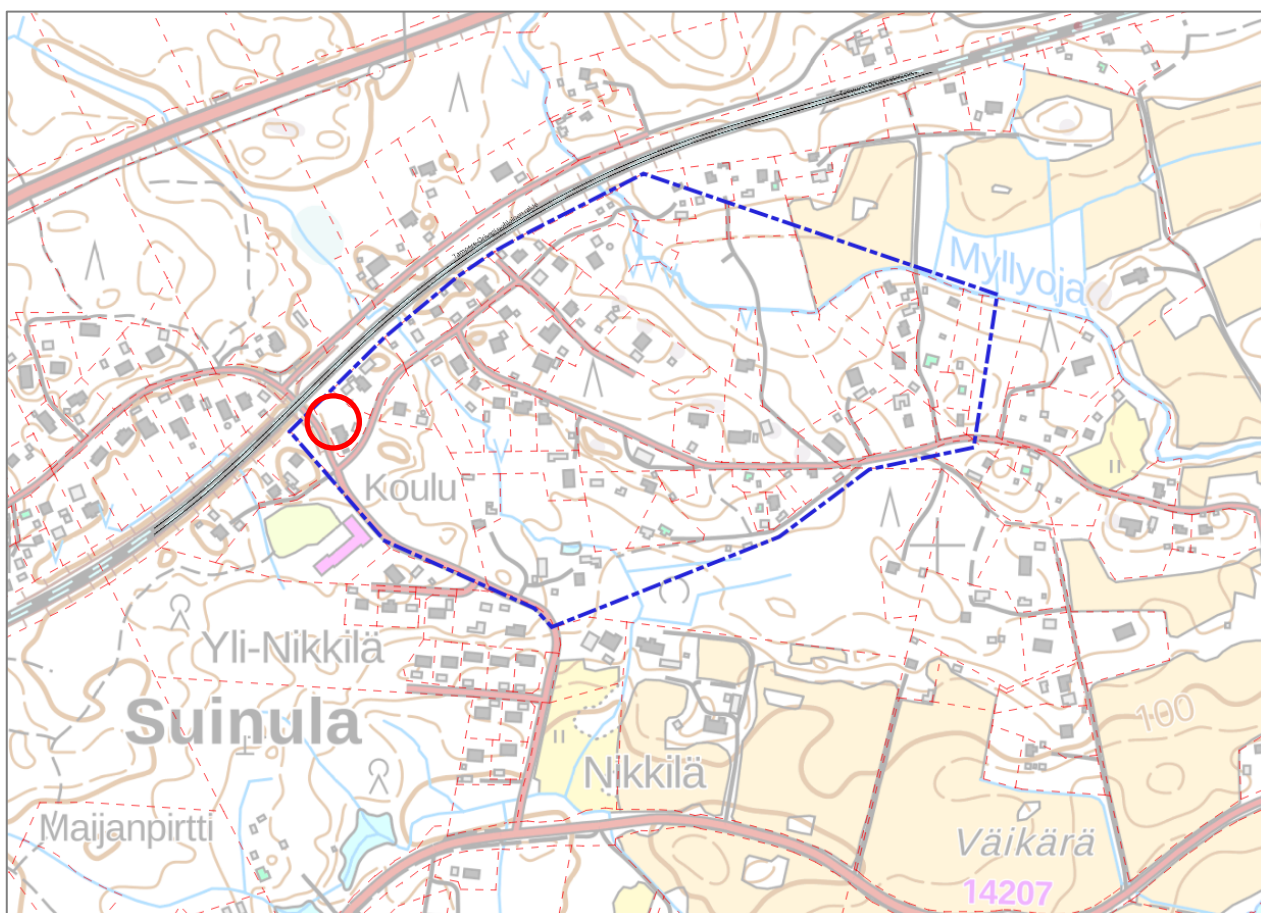 Myllyoja
Koulu
Yli-Nikkilä
Suinula
Nikkilä
100
Maijanpirtti
Väikärä
14207